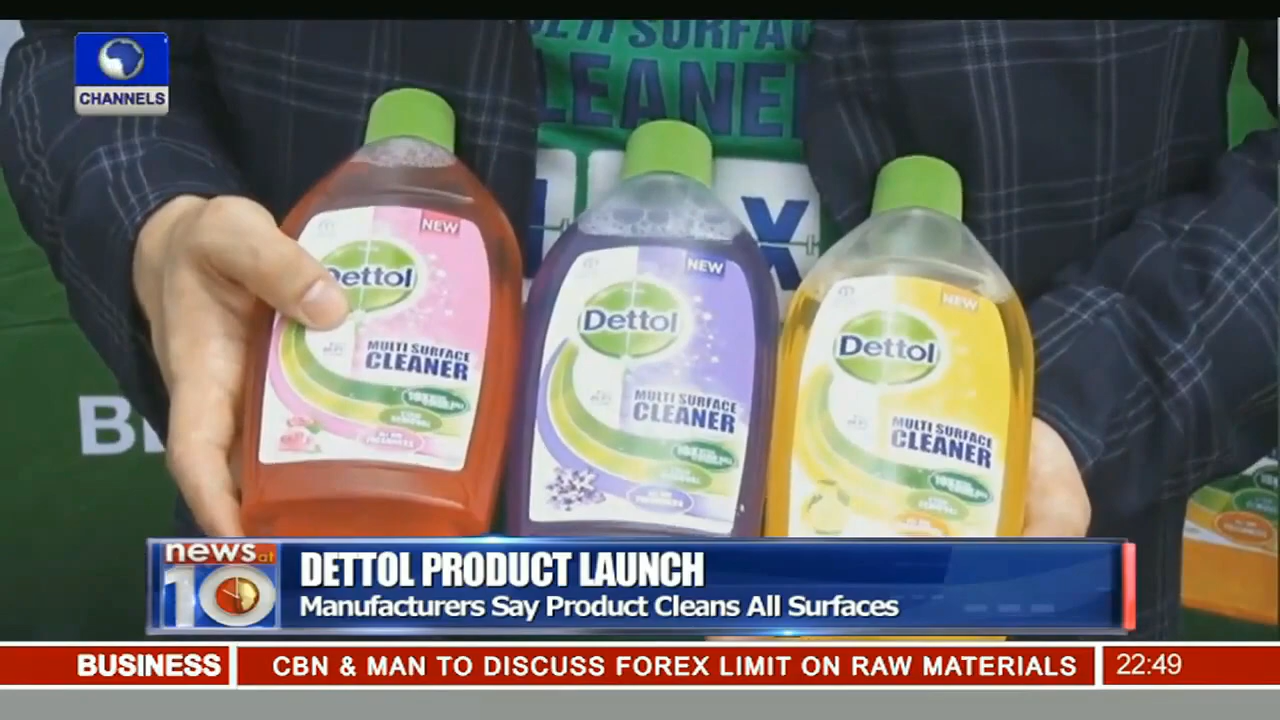 CHANNELS
MULTI SURFAC
CLEANE
X
NEW
Dettol
MULTI SURFACE
CLEANER
NEW
Dettol
MULTI SURFACE
CLEANER
NEW
Dettol
MULTI SURFACE
CLEANER
news at
10
DETTOL PRODUCT LAUNCH
Manufacturers Say Product Cleans All Surfaces
BUSINESS
CBN & MAN TO DISCUSS FOREX LIMIT ON RAW MATERIALS
22:49